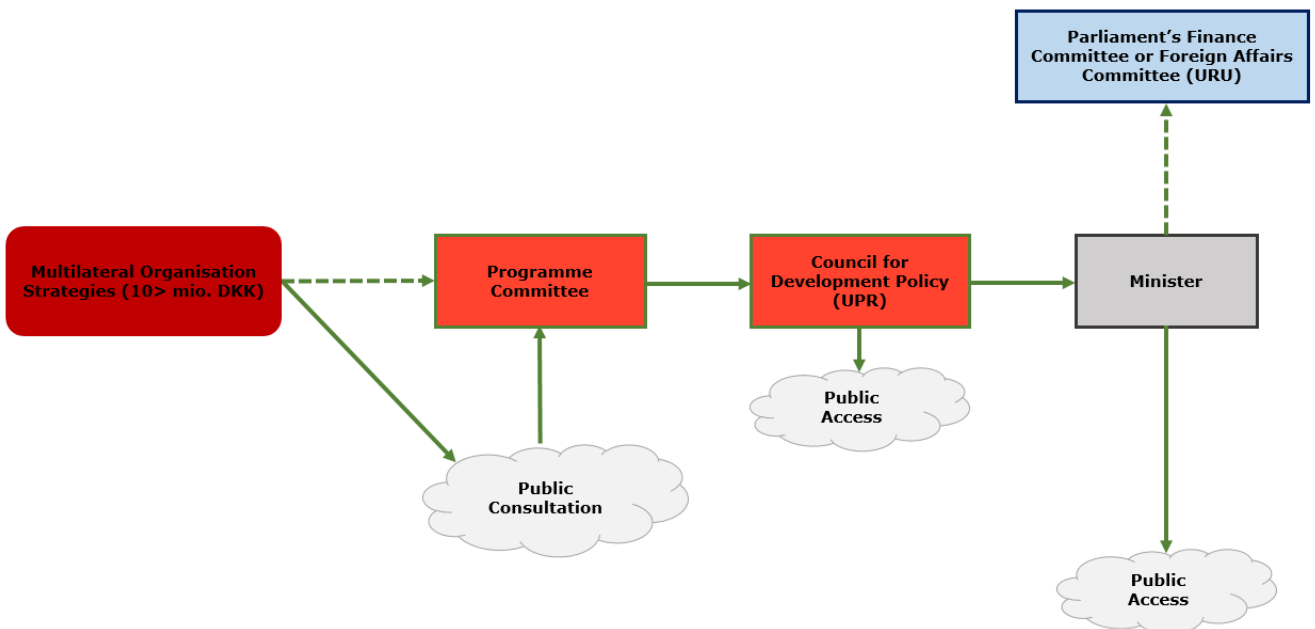 Parliament's Finance
Committee or Foreign Affairs
Committee (URU)
Multilateral Organisation
Strategies (10> mio. DKK)
Programme
Committee
Council for
Development Policy
(UPR)
Minister
Public
Access
Public
Consultation
Public
Access